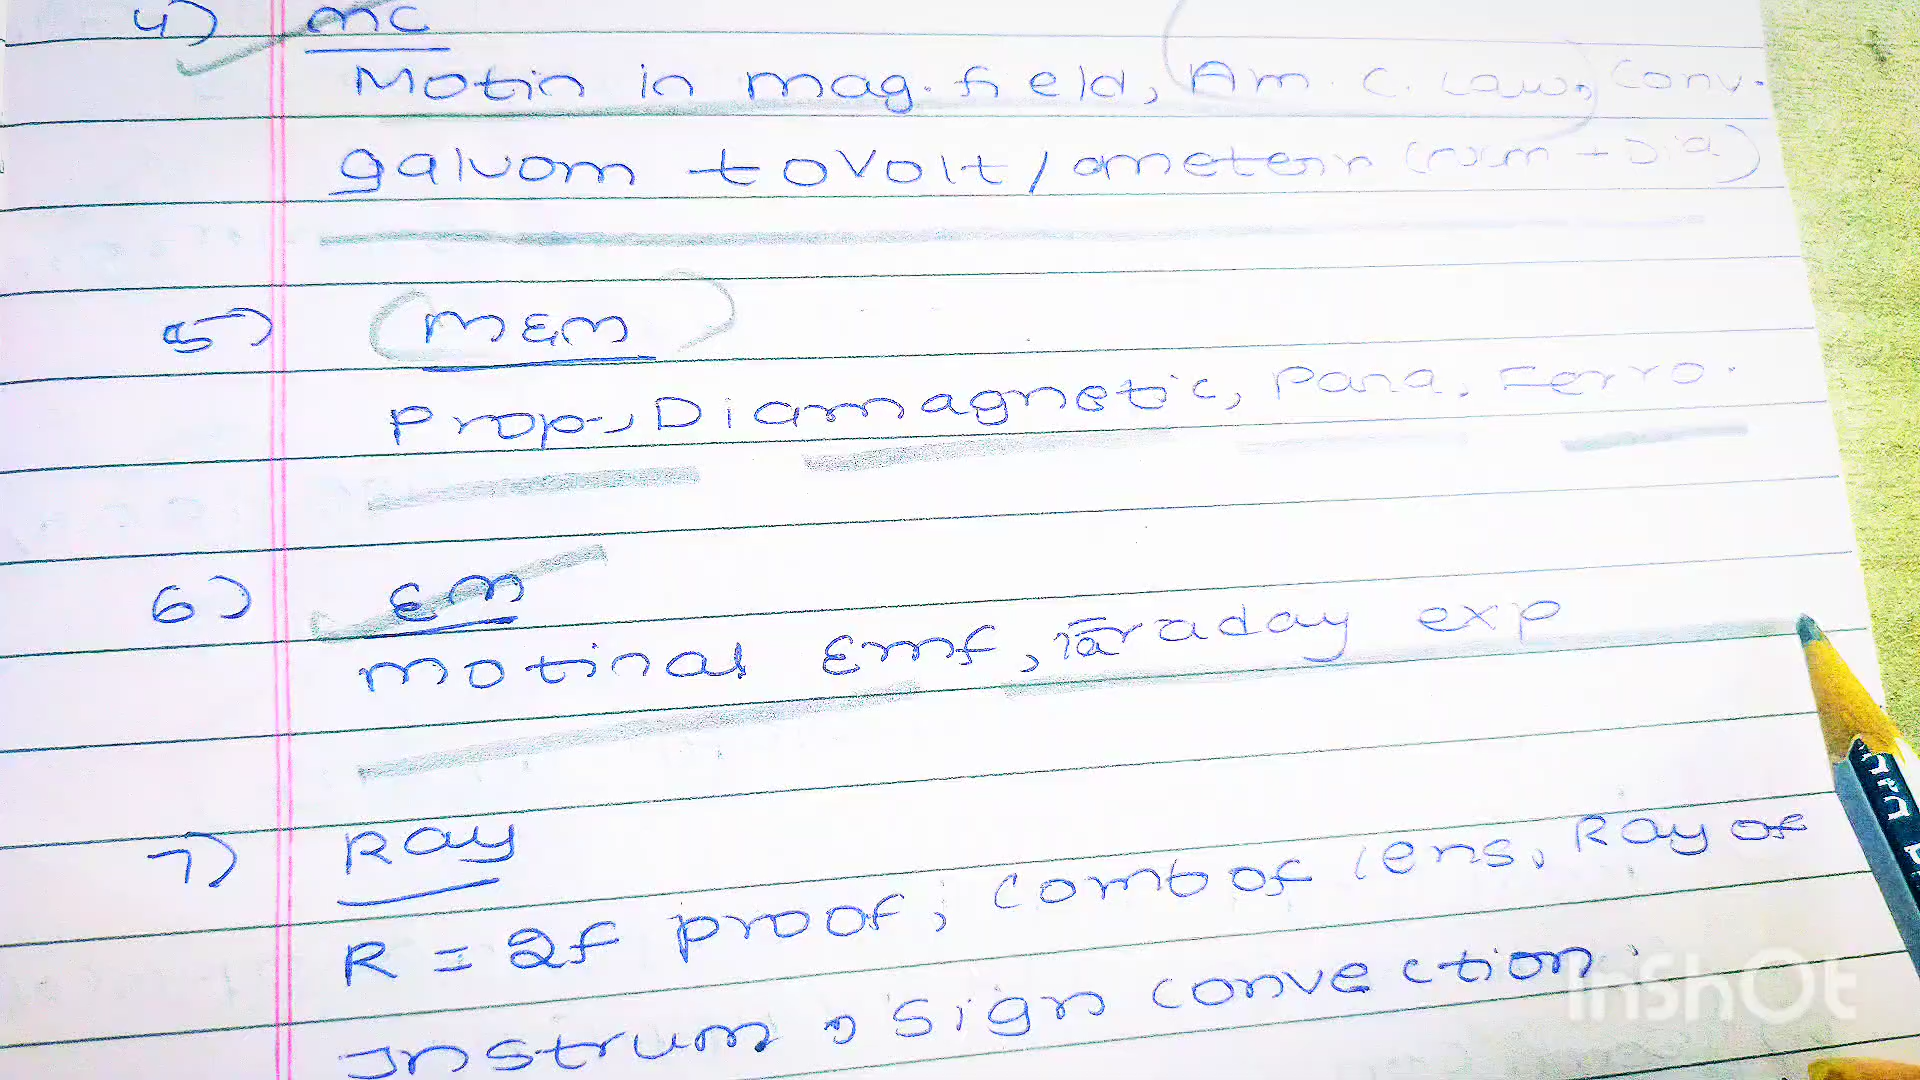 4) MC
Motin in mag. field, Am C. Law, Conv.
galvom to Volt/ ameter (num + Dia)
5) (M&M)
Prop., Diamagnetic, Para, Ferro.
6) EM
motinal Emf, Faraday exp
7) Ray
R = 2f proof, comb of lens, Ray of
Instrum, sign convection.
InShOt